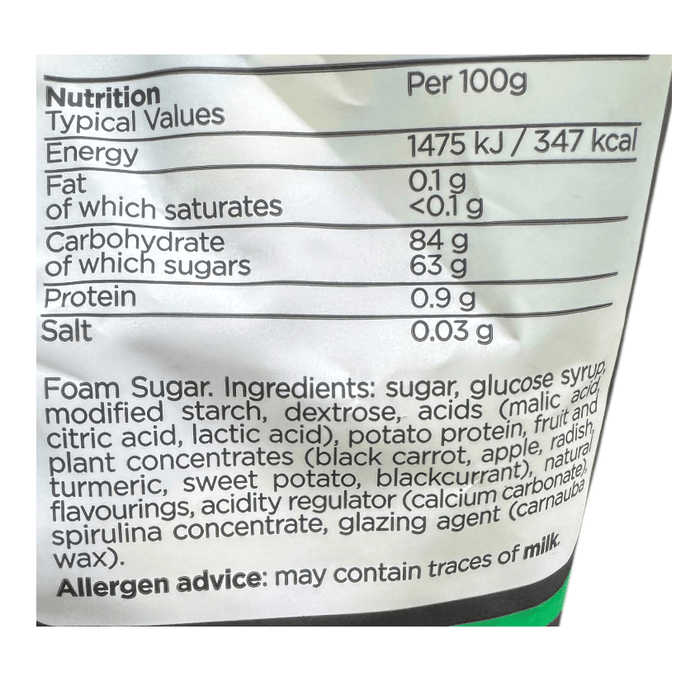 Nutrition Per 100g
Typical Values
Energy 1475 kJ / 347 kcal
Fat 0.1 g
of which saturates <0.1 g
Carbohydrate 84 g
of which sugars 63 g
Protein 0.9 g
Salt 0.03 g
Foam Sugar. Ingredients: sugar, glucose syrup,
modified starch, dextrose, acids (malic acid,
citric acid, lactic acid), potato protein, fruit and
plant concentrates (black carrot, apple, radish,
turmeric, sweet potato, blackcurrant), natural
flavourings, acidity regulator (calcium carbonate),
spirulina concentrate, glazing agent (carnauba
wax).
Allergen advice: may contain traces of milk.